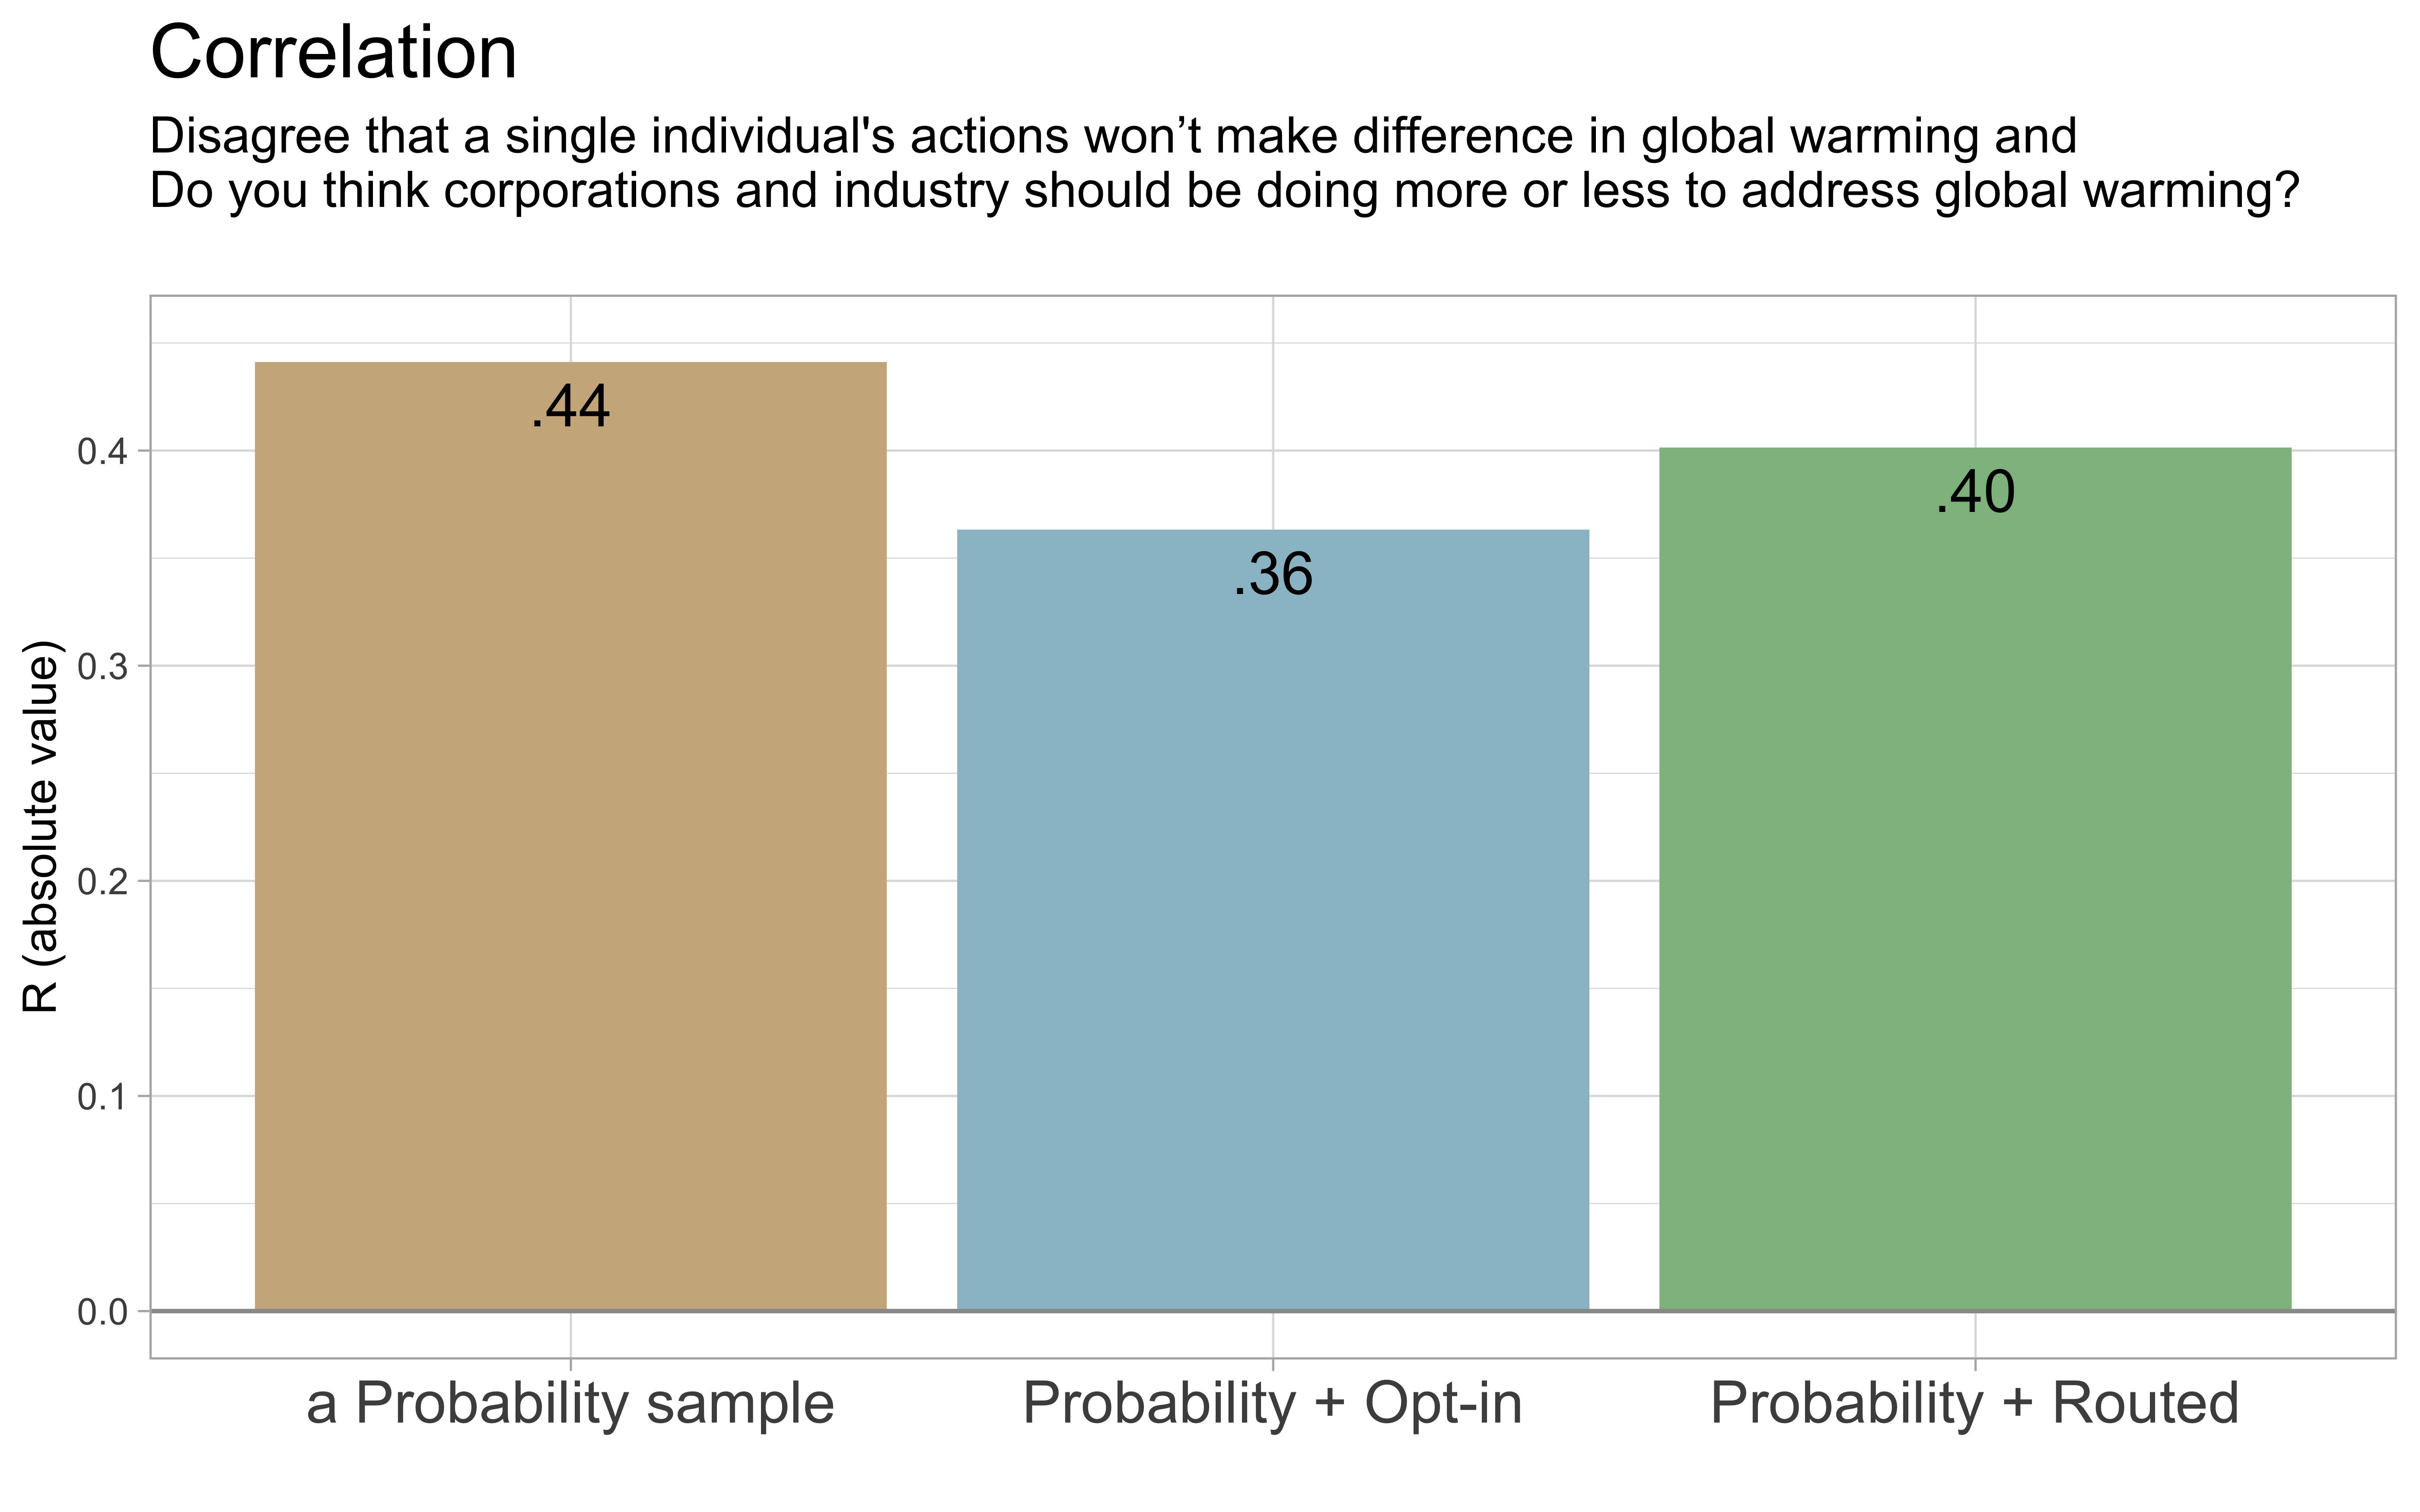 Correlation
Disagree that a single individual's actions won’t make difference in global warming and
Do you think corporations and industry should be doing more or less to address global warming?
R (absolute value)
0.4
0.3
0.2
0.1
0.0
.44
.36
.40
a Probability sample
Probability + Opt-in
Probability + Routed